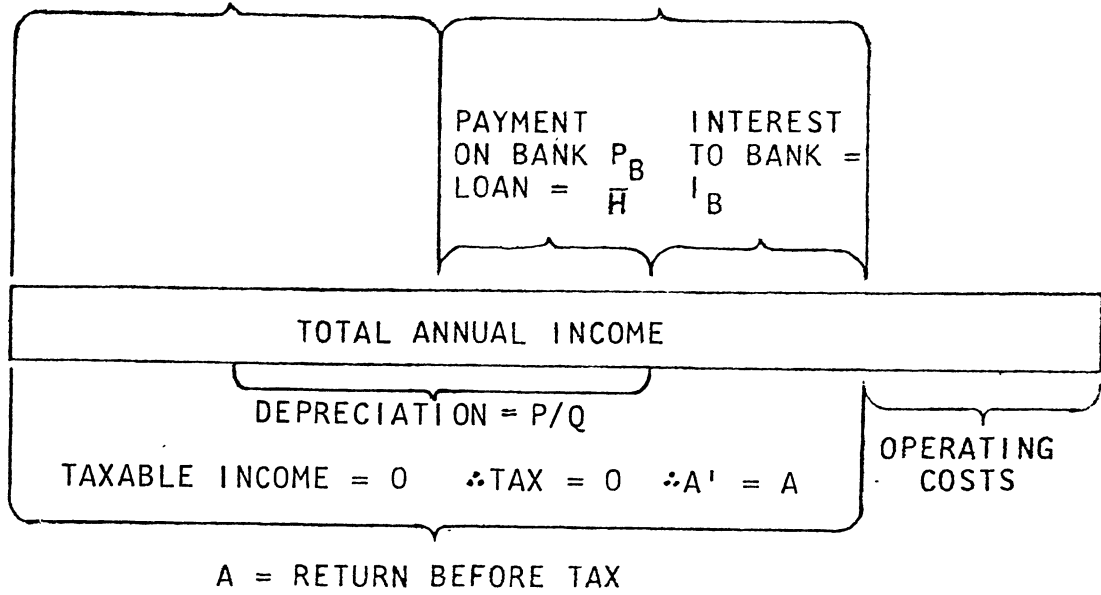 PAYMENT
ON BANK P_B
LOAN = H̅
INTEREST
TO BANK =
I_B
TOTAL ANNUAL INCOME
DEPRECIATION = P/Q
TAXABLE INCOME = 0 ∴TAX = 0 ∴A' = A
OPERATING
COSTS
A = RETURN BEFORE TAX